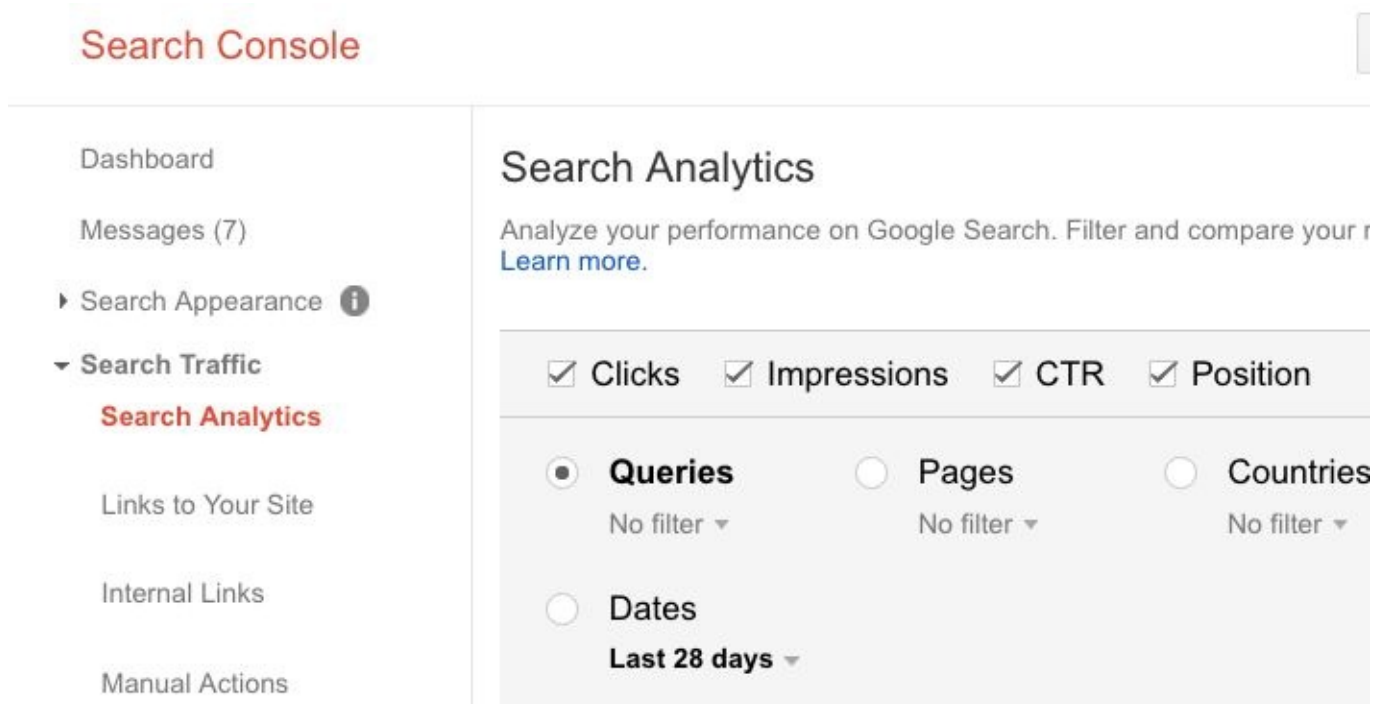 Search Console
Dashboard
Messages (7)
Search Appearance
Search Traffic
Search Analytics
Links to Your Site
Internal Links
Manual Actions
Search Analytics
Analyze your performance on Google Search. Filter and compare your
Learn more.
Clicks Impressions CTR Position
Queries Pages Countries
No filter No filter No filter
Dates
Last 28 days